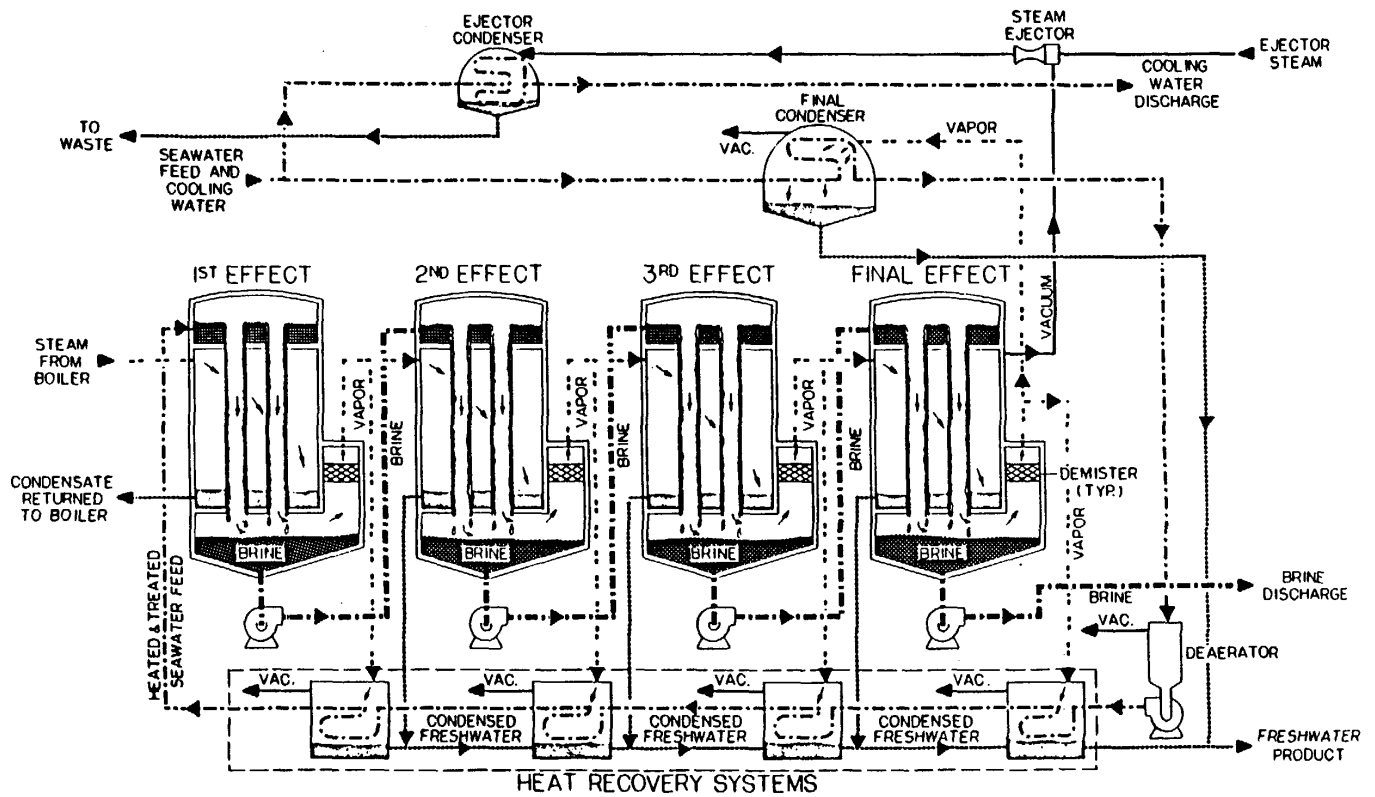 EJECTOR
CONDENSER
STEAM
EJECTOR
EJECTOR
STEAM
COOLING
WATER
DISCHARGE
FINAL
CONDENSER
TO
WASTE
VAC.
VAPOR
SEAWATER
FEED AND
COOLING
WATER
1ST EFFECT
2ND EFFECT
3RD EFFECT
FINAL EFFECT
VACUUM
STEAM
FROM
BOILER
VAPOR
BRINE
VAPOR
BRINE
VAPOR
BRINE
DEMISTER
(TYP.)
VAPOR
CONDENSATE
RETURNED
TO BOILER
BRINE
BRINE
BRINE
BRINE
HEATED & TREATED
SEAWATER FEED
BRINE
BRINE
DISCHARGE
VAC.
DEAERATOR
VAC.
VAC.
VAC.
VAC.
CONDENSED
FRESHWATER
CONDENSED
FRESHWATER
CONDENSED
FRESHWATER
FRESHWATER
PRODUCT
HEAT RECOVERY SYSTEMS